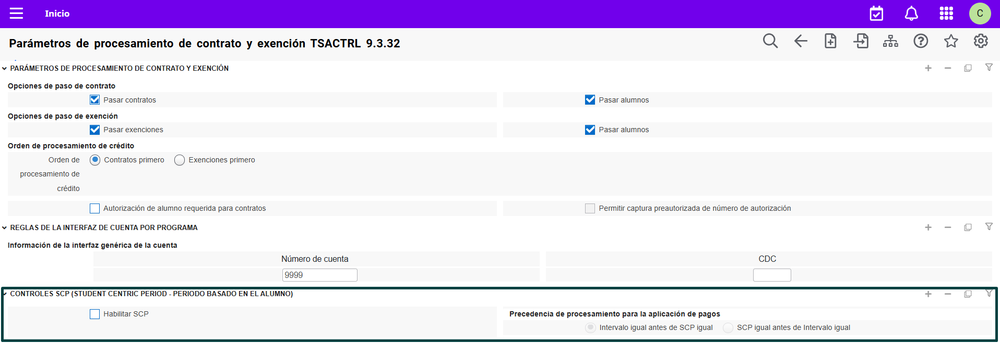 Inicio
C
Parámetros de procesamiento de contrato y exención TSACTRL 9.3.32
PARÁMETROS DE PROCESAMIENTO DE CONTRATO Y EXENCIÓN
Opciones de paso de contrato
Pasar contratos
Pasar alumnos
Opciones de paso de exención
Pasar exenciones
Pasar alumnos
Orden de procesamiento de crédito
Orden de
procesamiento de
crédito
Contratos primero
Exenciones primero
Autorización de alumno requerida para contratos
Permitir captura preautorizada de número de autorización
REGLAS DE LA INTERFAZ DE CUENTA POR PROGRAMA
Información de la interfaz genérica de la cuenta
Número de cuenta
CDC
9999
CONTROLES SCP (STUDENT CENTRIC PERIOD - PERIODO BASADO EN EL ALUMNO)
Habilitar SCP
Precedencia de procesamiento para la aplicación de pagos
Intervalo igual antes de SCP igual
SCP igual antes de Intervalo igual